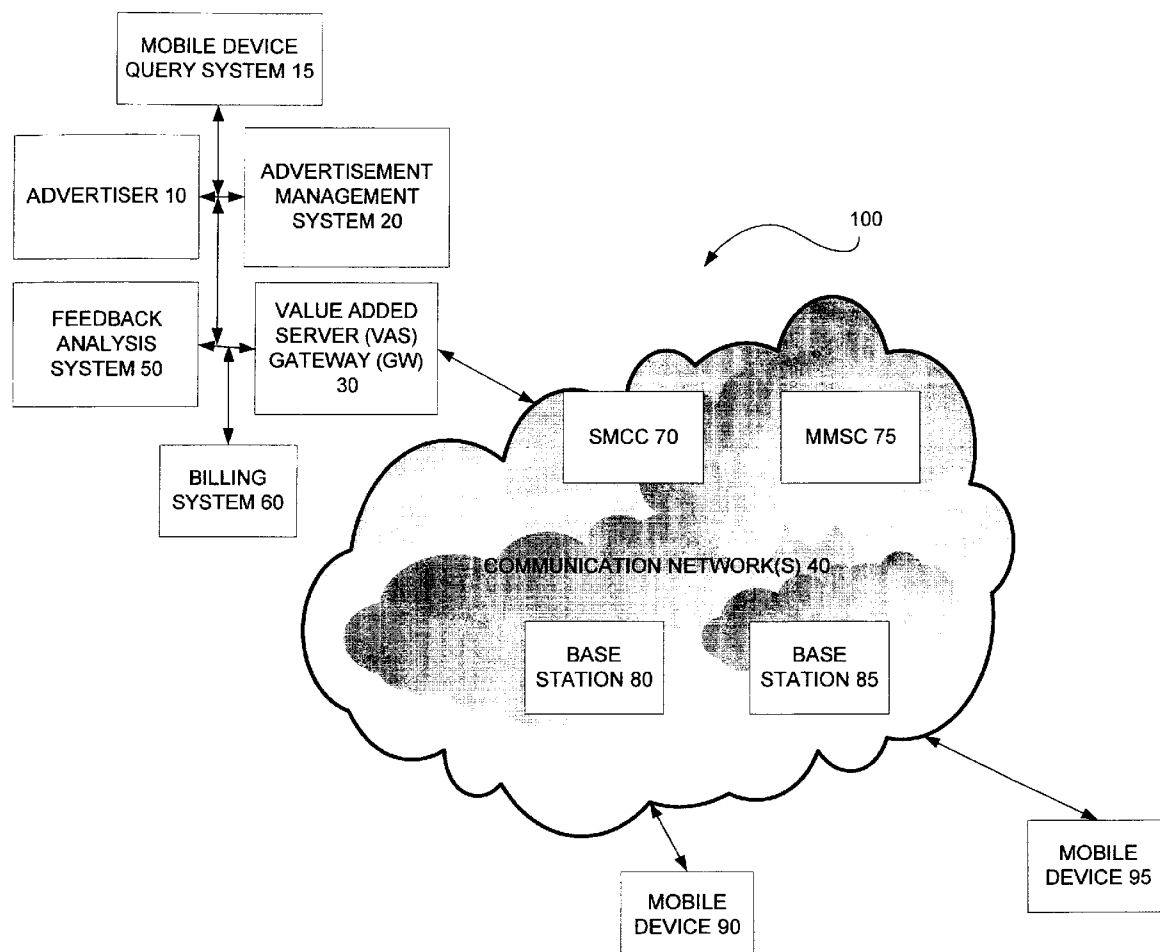 MOBILE DEVICE
QUERY SYSTEM 15
ADVERTISER 10
ADVERTISEMENT
MANAGEMENT
SYSTEM 20
100
FEEDBACK
ANALYSIS
SYSTEM 50
VALUE ADDED
SERVER (VAS)
GATEWAY (GW)
30
SMCC 70
MMSC 75
BILLING
SYSTEM 60
COMMUNICATION NETWORK(S) 40
BASE
STATION 80
BASE
STATION 85
MOBILE
DEVICE 95
MOBILE
DEVICE 90